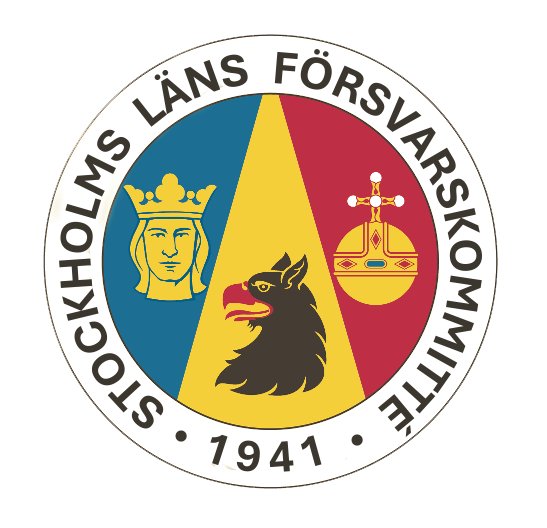 STOCKHOLMS LÄNS FÖRSVARSKOMMITTÉ
• 1941 •